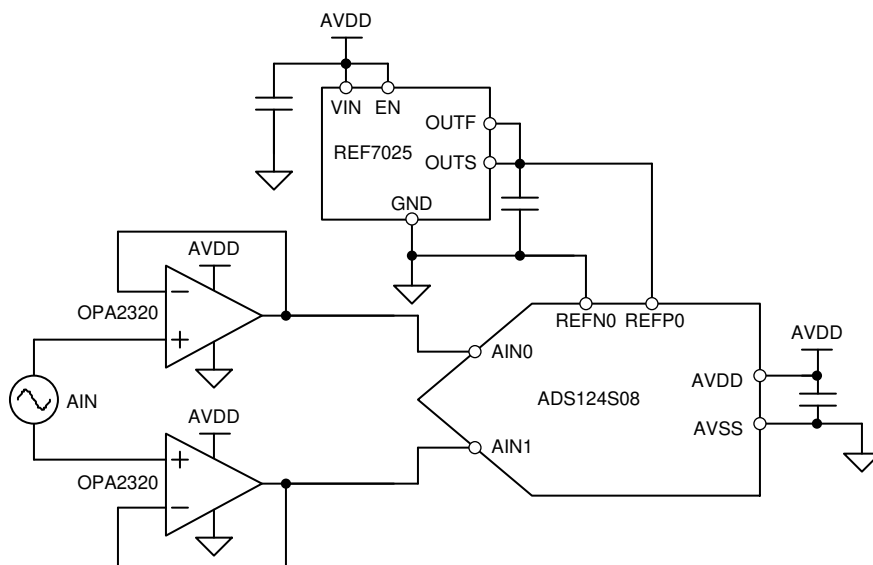 AVDD
VIN EN
OUTF
REF7025
OUTS
GND
AVDD
OPA2320
REFN0 REFP0
AVDD
AIN0
AVDD
AIN
ADS124S08
AVDD
AVSS
AIN1
OPA2320